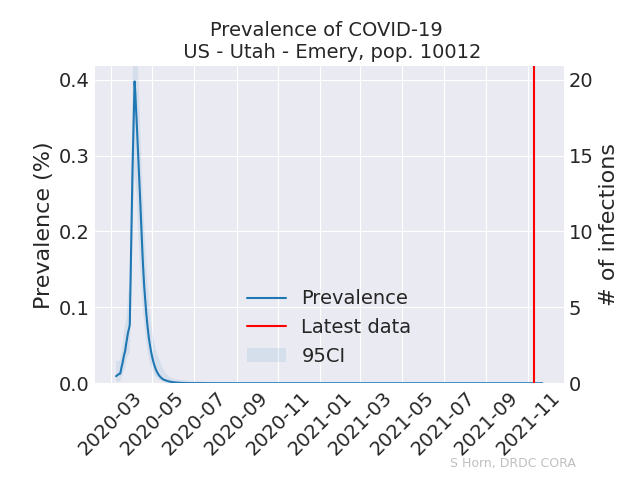 Prevalence of COVID-19
US - Utah - Emery, pop. 10012
Prevalence (%)
# of infections
0.4
0.3
0.2
0.1
0.0
20
15
10
5
0
Prevalence
Latest data
95CI
2020-03
2020-05
2020-07
2020-09
2020-11
2021-01
2021-03
2021-05
2021-07
2021-09
2021-11
S Horn, DRDC CORA